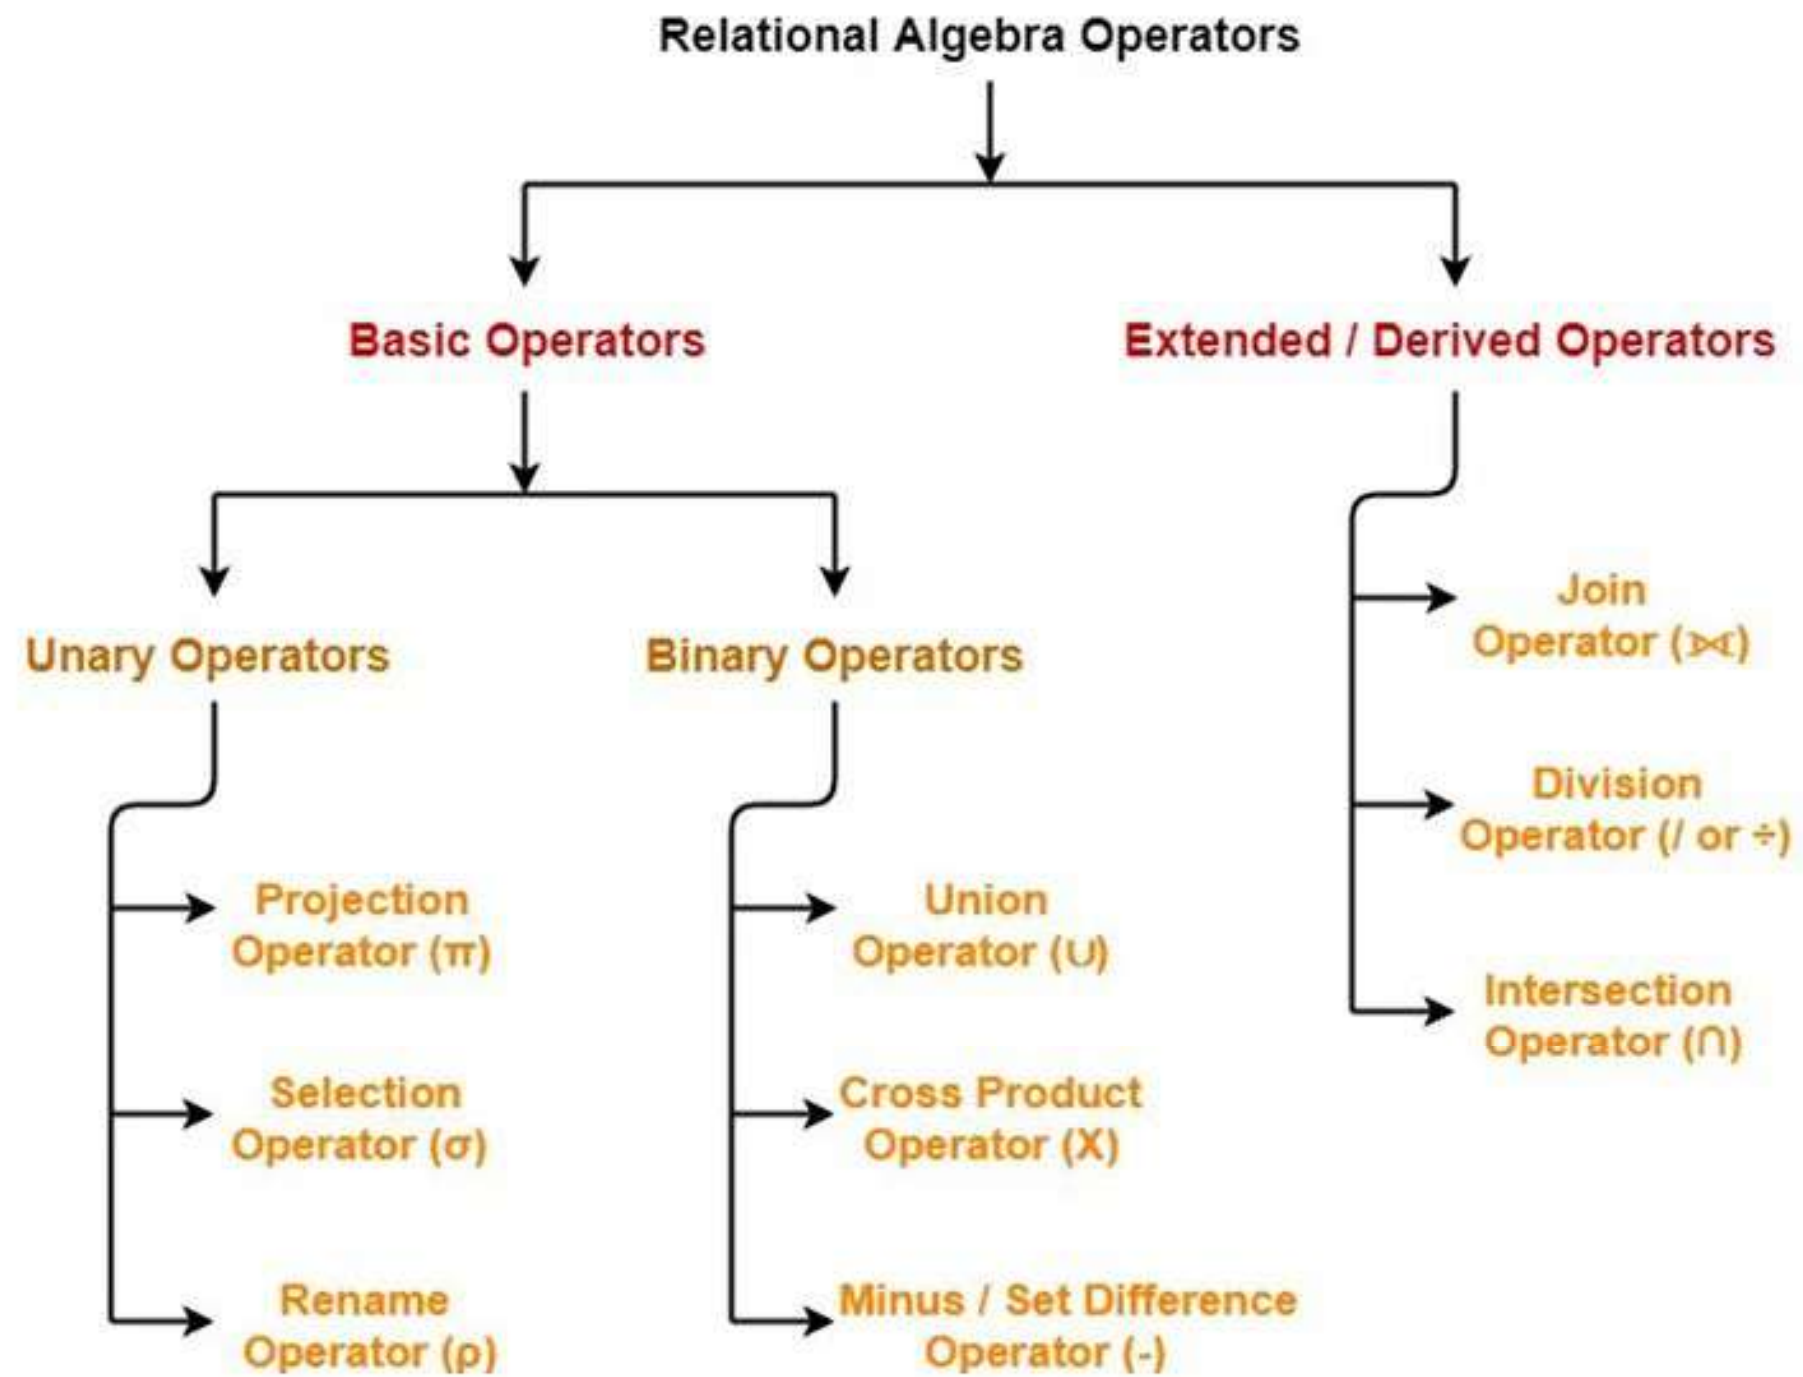 Relational Algebra Operators
Basic Operators
Extended / Derived Operators
Unary Operators
Binary Operators
Join
Operator (⋈)
Division
Operator (/ or ÷)
Intersection
Operator (∩)
Projection
Operator (π)
Selection
Operator (σ)
Rename
Operator (ρ)
Union
Operator (∪)
Cross Product
Operator (X)
Minus / Set Difference
Operator (-)